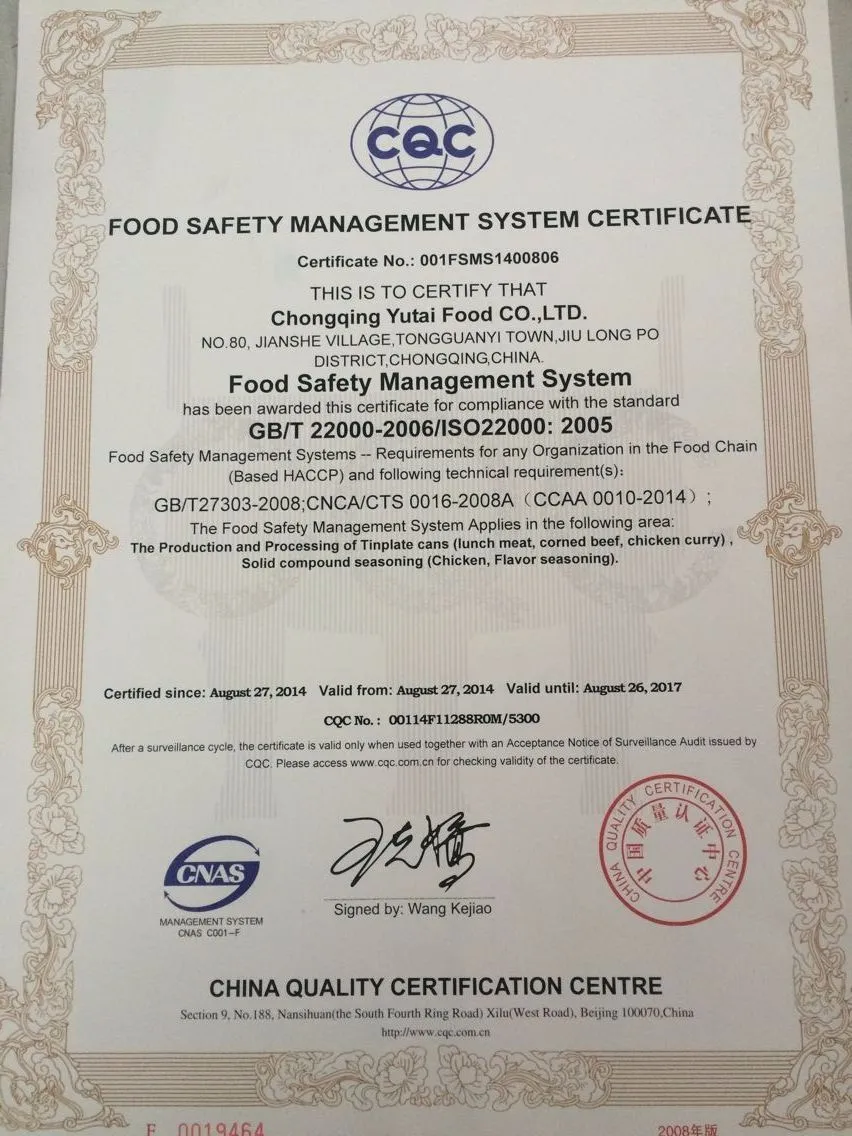 CQC
FOOD SAFETY MANAGEMENT SYSTEM CERTIFICATE
Certificate No.: 001FSMS1400806
THIS IS TO CERTIFY THAT
Chongqing Yutai Food CO.,LTD.
NO.80, JIANSHE VILLAGE,TONGGUANYI TOWN,JIU LONG PO
DISTRICT,CHONGQING,CHINA.
Food Safety Management System
has been awarded this certificate for compliance with the standard
GB/T 22000-2006/ISO22000: 2005
Food Safety Management Systems -- Requirements for any Organization in the Food Chain
(Based HACCP) and following technical requirement(s):
GB/T27303-2008;CNCA/CTS 0016-2008A（CCAA 0010-2014）;
The Food Safety Management System Applies in the following area:
The Production and Processing of Tinplate cans (lunch meat, corned beef, chicken curry) ,
Solid compound seasoning (Chicken, Flavor seasoning).
Certified since: August 27, 2014 Valid from: August 27, 2014 Valid until: August 26, 2017
CQC No. : 00114F11288R0M/5300
After a surveillance cycle, the certificate is valid only when used together with an Acceptance Notice of Surveillance Audit issued by
CQC. Please access www.cqc.com.cn for checking validity of the certificate.
CHINA QUALITY CERTIFICATION CENTRE
中国质量认证中心
CNAS
MANAGEMENT SYSTEM
CNAS C001-F
Signed by: Wang Kejiao
CHINA QUALITY CERTIFICATION CENTRE
Section 9, No.188, Nansihuan(the South Fourth Ring Road) Xilu(West Road), Beijing 100070,China
http://www.cqc.com.cn
0019464
2008年版